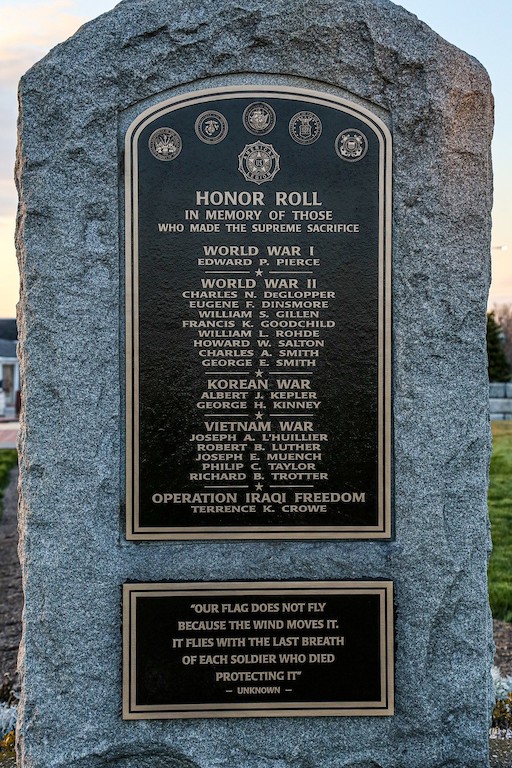 HONOR ROLL
IN MEMORY OF THOSE
WHO MADE THE SUPREME SACRIFICE
WORLD WAR I
EDWARD P. PIERCE
WORLD WAR II
CHARLES N. DeGLOPPER
EUGENE F. DINSMORE
WILLIAM S. GILLEN
FRANCIS K. GOODCHILD
WILLIAM L. ROHDE
HOWARD W. SALTON
CHARLES A. SMITH
GEORGE E. SMITH
KOREAN WAR
ALBERT J. KEPLER
GEORGE H. KINNEY
VIETNAM WAR
JOSEPH A. L'HUILLIER
ROBERT B. LUTHER
JOSEPH E. MUENCH
PHILIP C. TAYLOR
RICHARD B. TROTTER
OPERATION IRAQI FREEDOM
TERRENCE K. CROWE
“OUR FLAG DOES NOT FLY
BECAUSE THE WIND MOVES IT.
IT FLIES WITH THE LAST BREATH
OF EACH SOLDIER WHO DIED
PROTECTING IT”
– UNKNOWN –